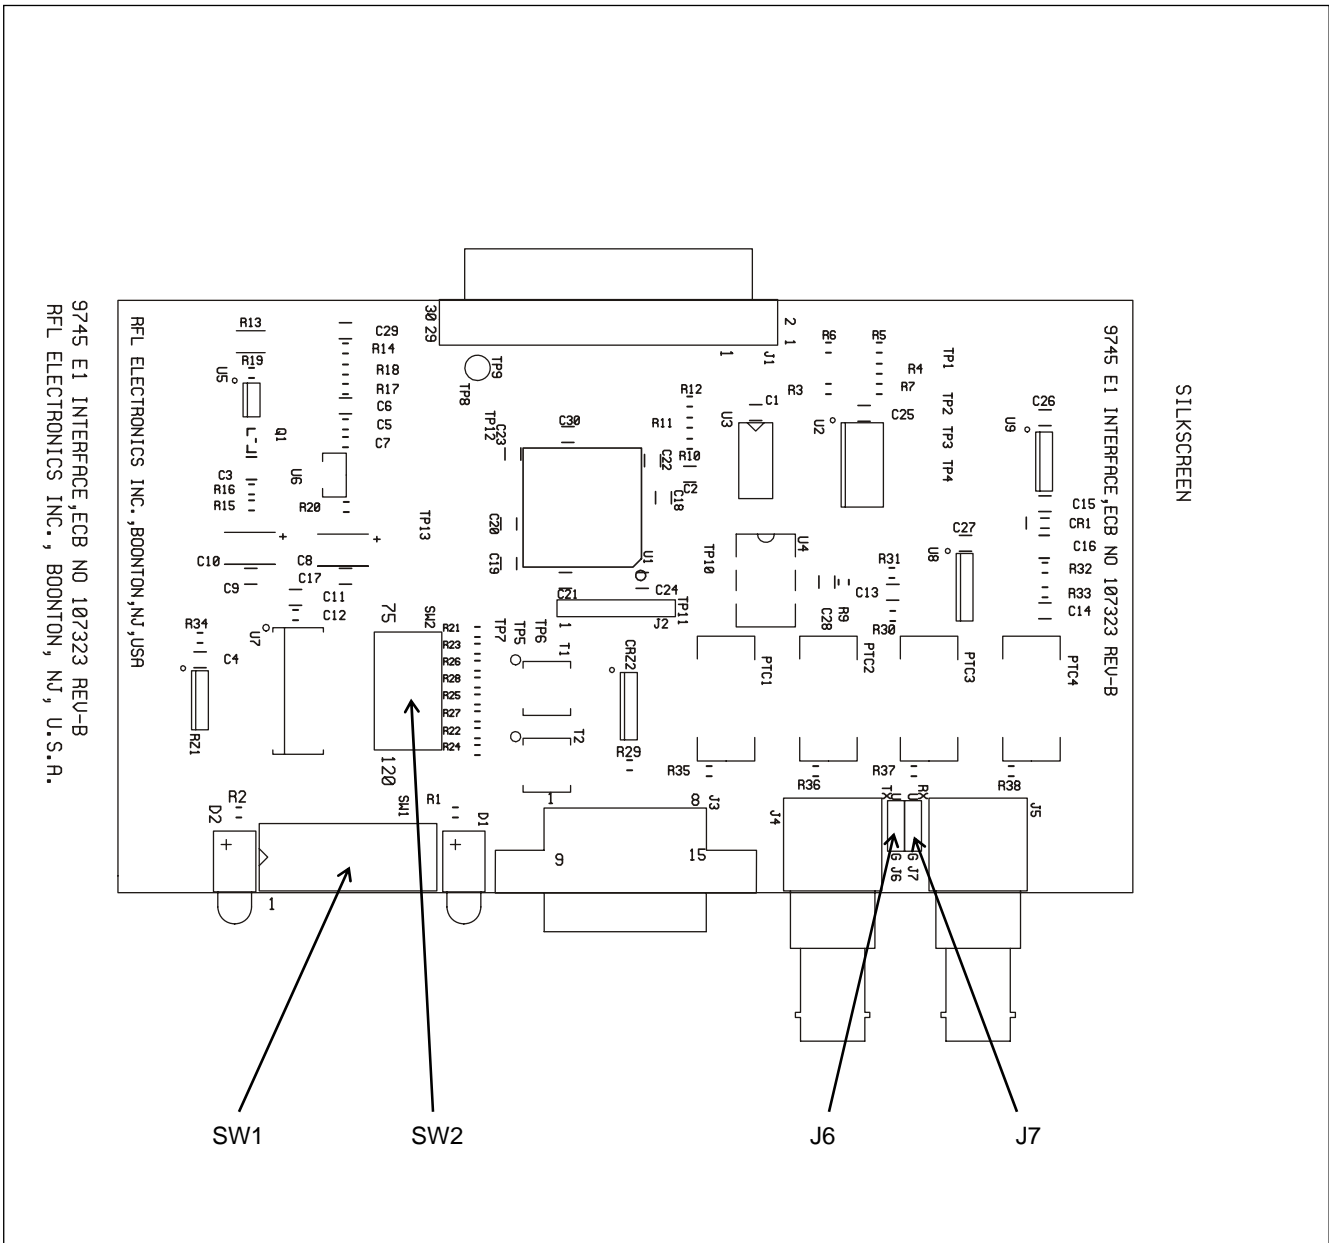 SILKSCREEN
9745 E1 INTERFACE,ECB NO 107323 REV-B
RFL ELECTRONICS INC., BOONTON, NJ, U.S.A.
9745 E1 INTERFACE,ECB NO 107323 REV-B
RFL ELECTRONICS INC.,BOONTON,NJ,USA
30 29
2 1
1
J1
R13
R19
U5
C29
R14
R18
R17
C6
C5
C7
Q1
U6
C3
R16
R15
R20
+
+
C10
C9
C8
C17
C11
C12
TP9
TP8
TP12
C23
C30
TP13
C20
C19
C22
C18
U1
C24
C21
1
J2
TP11
R12
R11
R10
C2
U3
C1
R3
R6
R5
R4
R7
U2
C25
TP1
TP2
TP3
TP4
U9
C26
C15
CR1
C16
R32
R33
C14
C27
U8
R31
C13
R9
C28
R30
U4
TP10
R34
C4
RZ1
U7
75
SW2
120
R21
R23
R26
R28
R25
R27
R22
R24
TP7
TP5
TP6
T1
T2
CRZ2
R29
PTC1
PTC2
PTC3
PTC4
R35
R36
R37
R38
D2
R2
+
SW1
1
R1
D1
+
1
8
J3
9
15
J4
TX
U
U
RX
G J6
G J7
J5
SW1
SW2
J6
J7